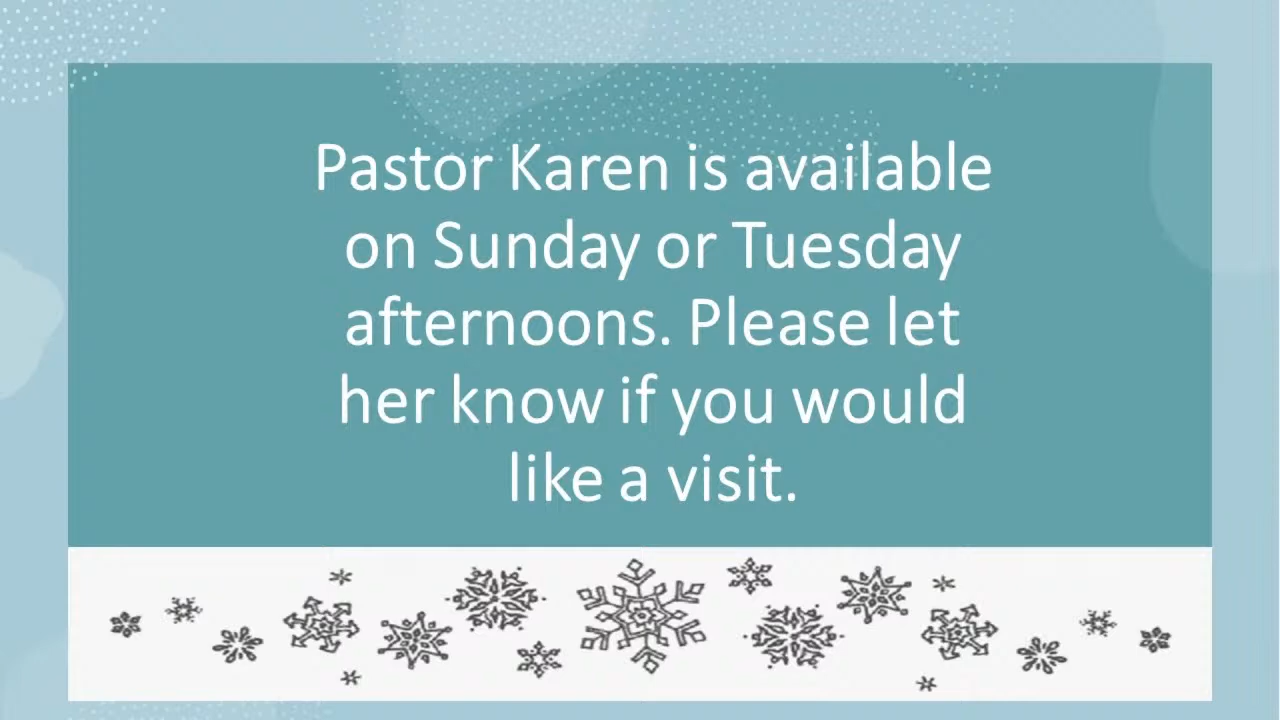 Pastor Karen is available
on Sunday or Tuesday
afternoons. Please let
her know if you would
like a visit.